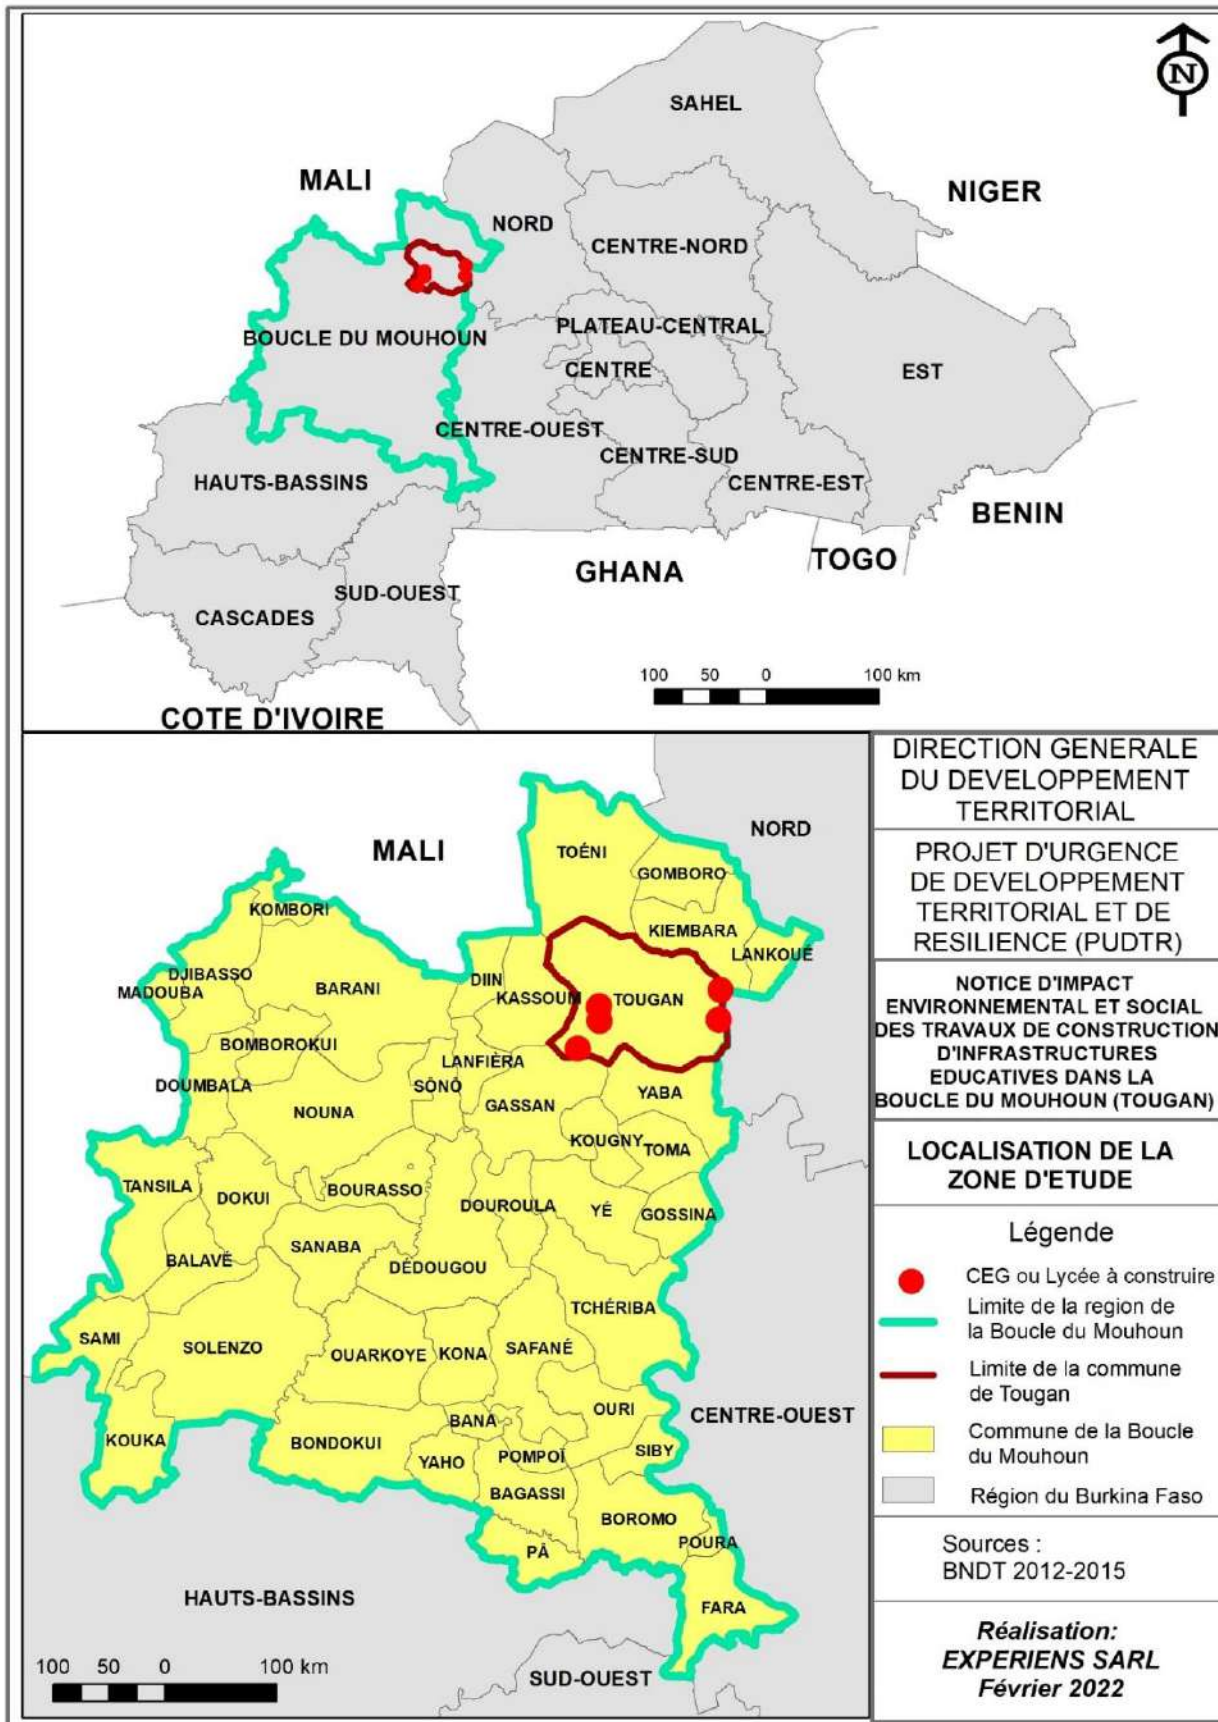 N
SAHEL
MALI
NIGER
NORD
CENTRE-NORD
PLATEAU-CENTRAL
BOUCLE DU MOUHOUN
CENTRE
EST
CENTRE-OUEST
CENTRE-SUD
HAUTS-BASSINS
CENTRE-EST
BENIN
TOGO
GHANA
SUD-OUEST
CASCADES
100 50 0 100 km
COTE D'IVOIRE
MALI
NORD
TOÉNI
GOMBORO
KOMBORI
KIEMBARA
LANKOUÉ
DJIBASSO
MADOUBA
BARANI
DIIN
KASSOUM
TOUGAN
BOMBOROKUI
LANFIÈRA
DOUMBALA
SÔNÔ
YABA
NOUNA
GASSAN
KOUGNY
TOMA
TANSILA
DOKUI
BOURASSO
DOUROULA
YÉ
GOSSINA
BALAVÉ
SANABA
DÉDOUGOU
TCHÉRIBA
SAMI
SOLENZO
OUARKOYE
KONA
SAFANÉ
OURI
CENTRE-OUEST
BANA
KOUKA
BONDOKUI
YAHO
POMPOÏ
SIBY
BAGASSI
BOROMO
POURA
PÂ
HAUTS-BASSINS
FARA
100 50 0 100 km
SUD-OUEST
DIRECTION GENERALE
DU DEVELOPPEMENT
TERRITORIAL
PROJET D'URGENCE
DE DEVELOPPEMENT
TERRITORIAL ET DE
RESILIENCE (PUDTR)
NOTICE D'IMPACT
ENVIRONNEMENTAL ET SOCIAL
DES TRAVAUX DE CONSTRUCTION
D'INFRASTRUCTURES
EDUCATIVES DANS LA
BOUCLE DU MOUHOUN (TOUGAN)
LOCALISATION DE LA
ZONE D'ETUDE
Légende
CEG ou Lycée à construire
Limite de la region de
la Boucle du Mouhoun
Limite de la commune
de Tougan
Commune de la Boucle
du Mouhoun
Région du Burkina Faso
Sources :
BNDT 2012-2015
Réalisation:
EXPERIENS SARL
Février 2022